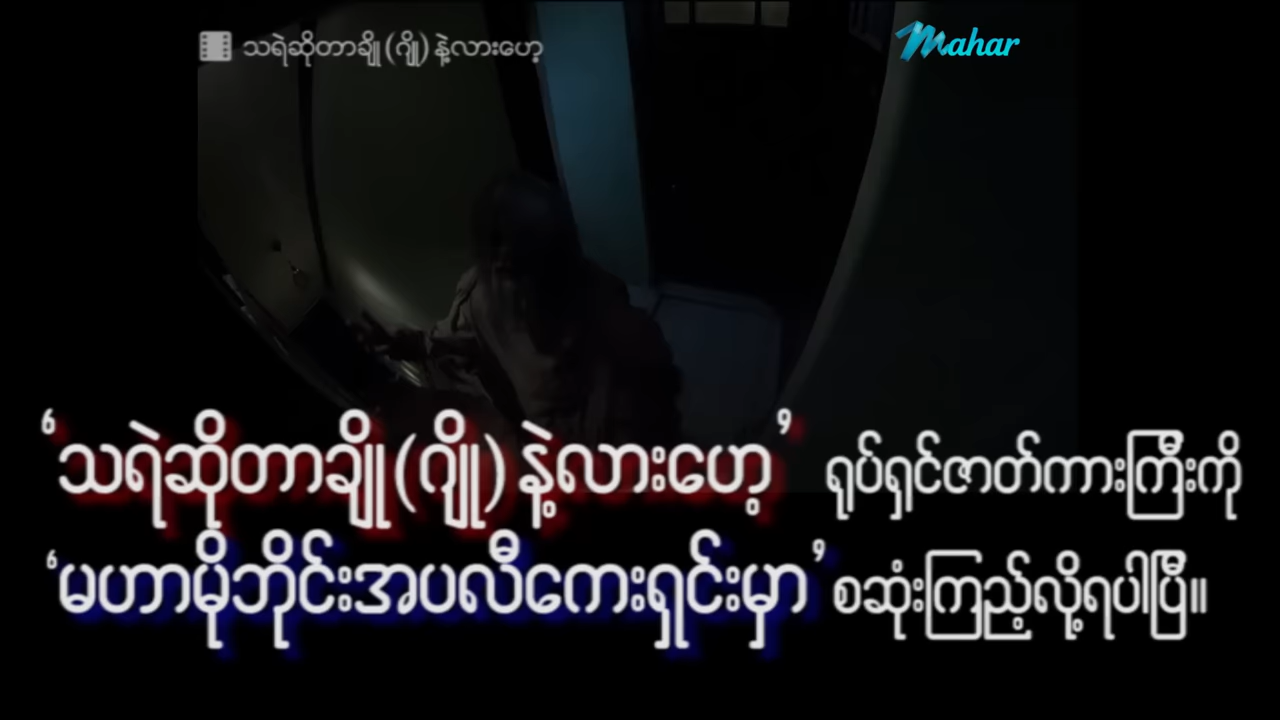 သရဲဆိုတာချို (ဂျို) နဲ့လားဟေ့
Mahar
‘သရဲဆိုတာချို (ဂျို) နဲ့လားဟေ့’ ရုပ်ရှင်ဇာတ်ကားကြီးကို
‘မဟာမိုဘိုင်းအပလီကေးရှင်းမှာ’ စဆုံးကြည့်လို့ရပါပြီ။